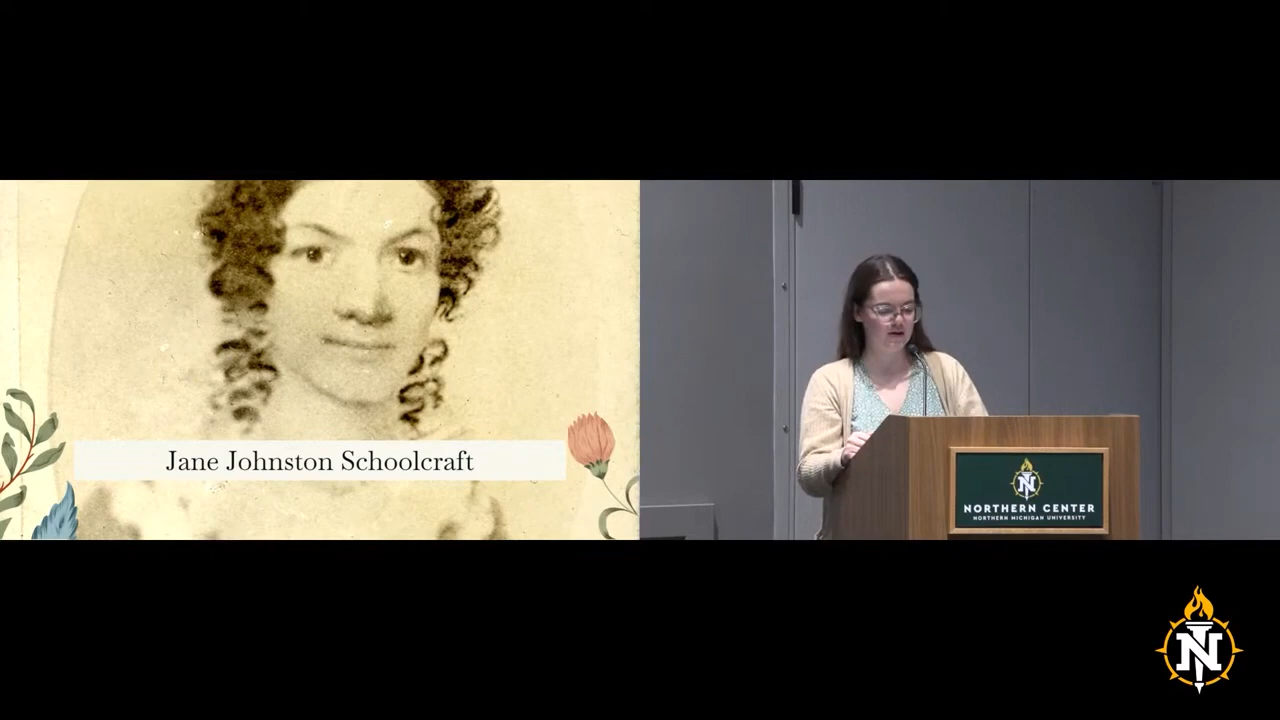 Jane Johnston Schoolcraft
N
NORTHERN CENTER
NORTHERN MICHIGAN UNIVERSITY
N